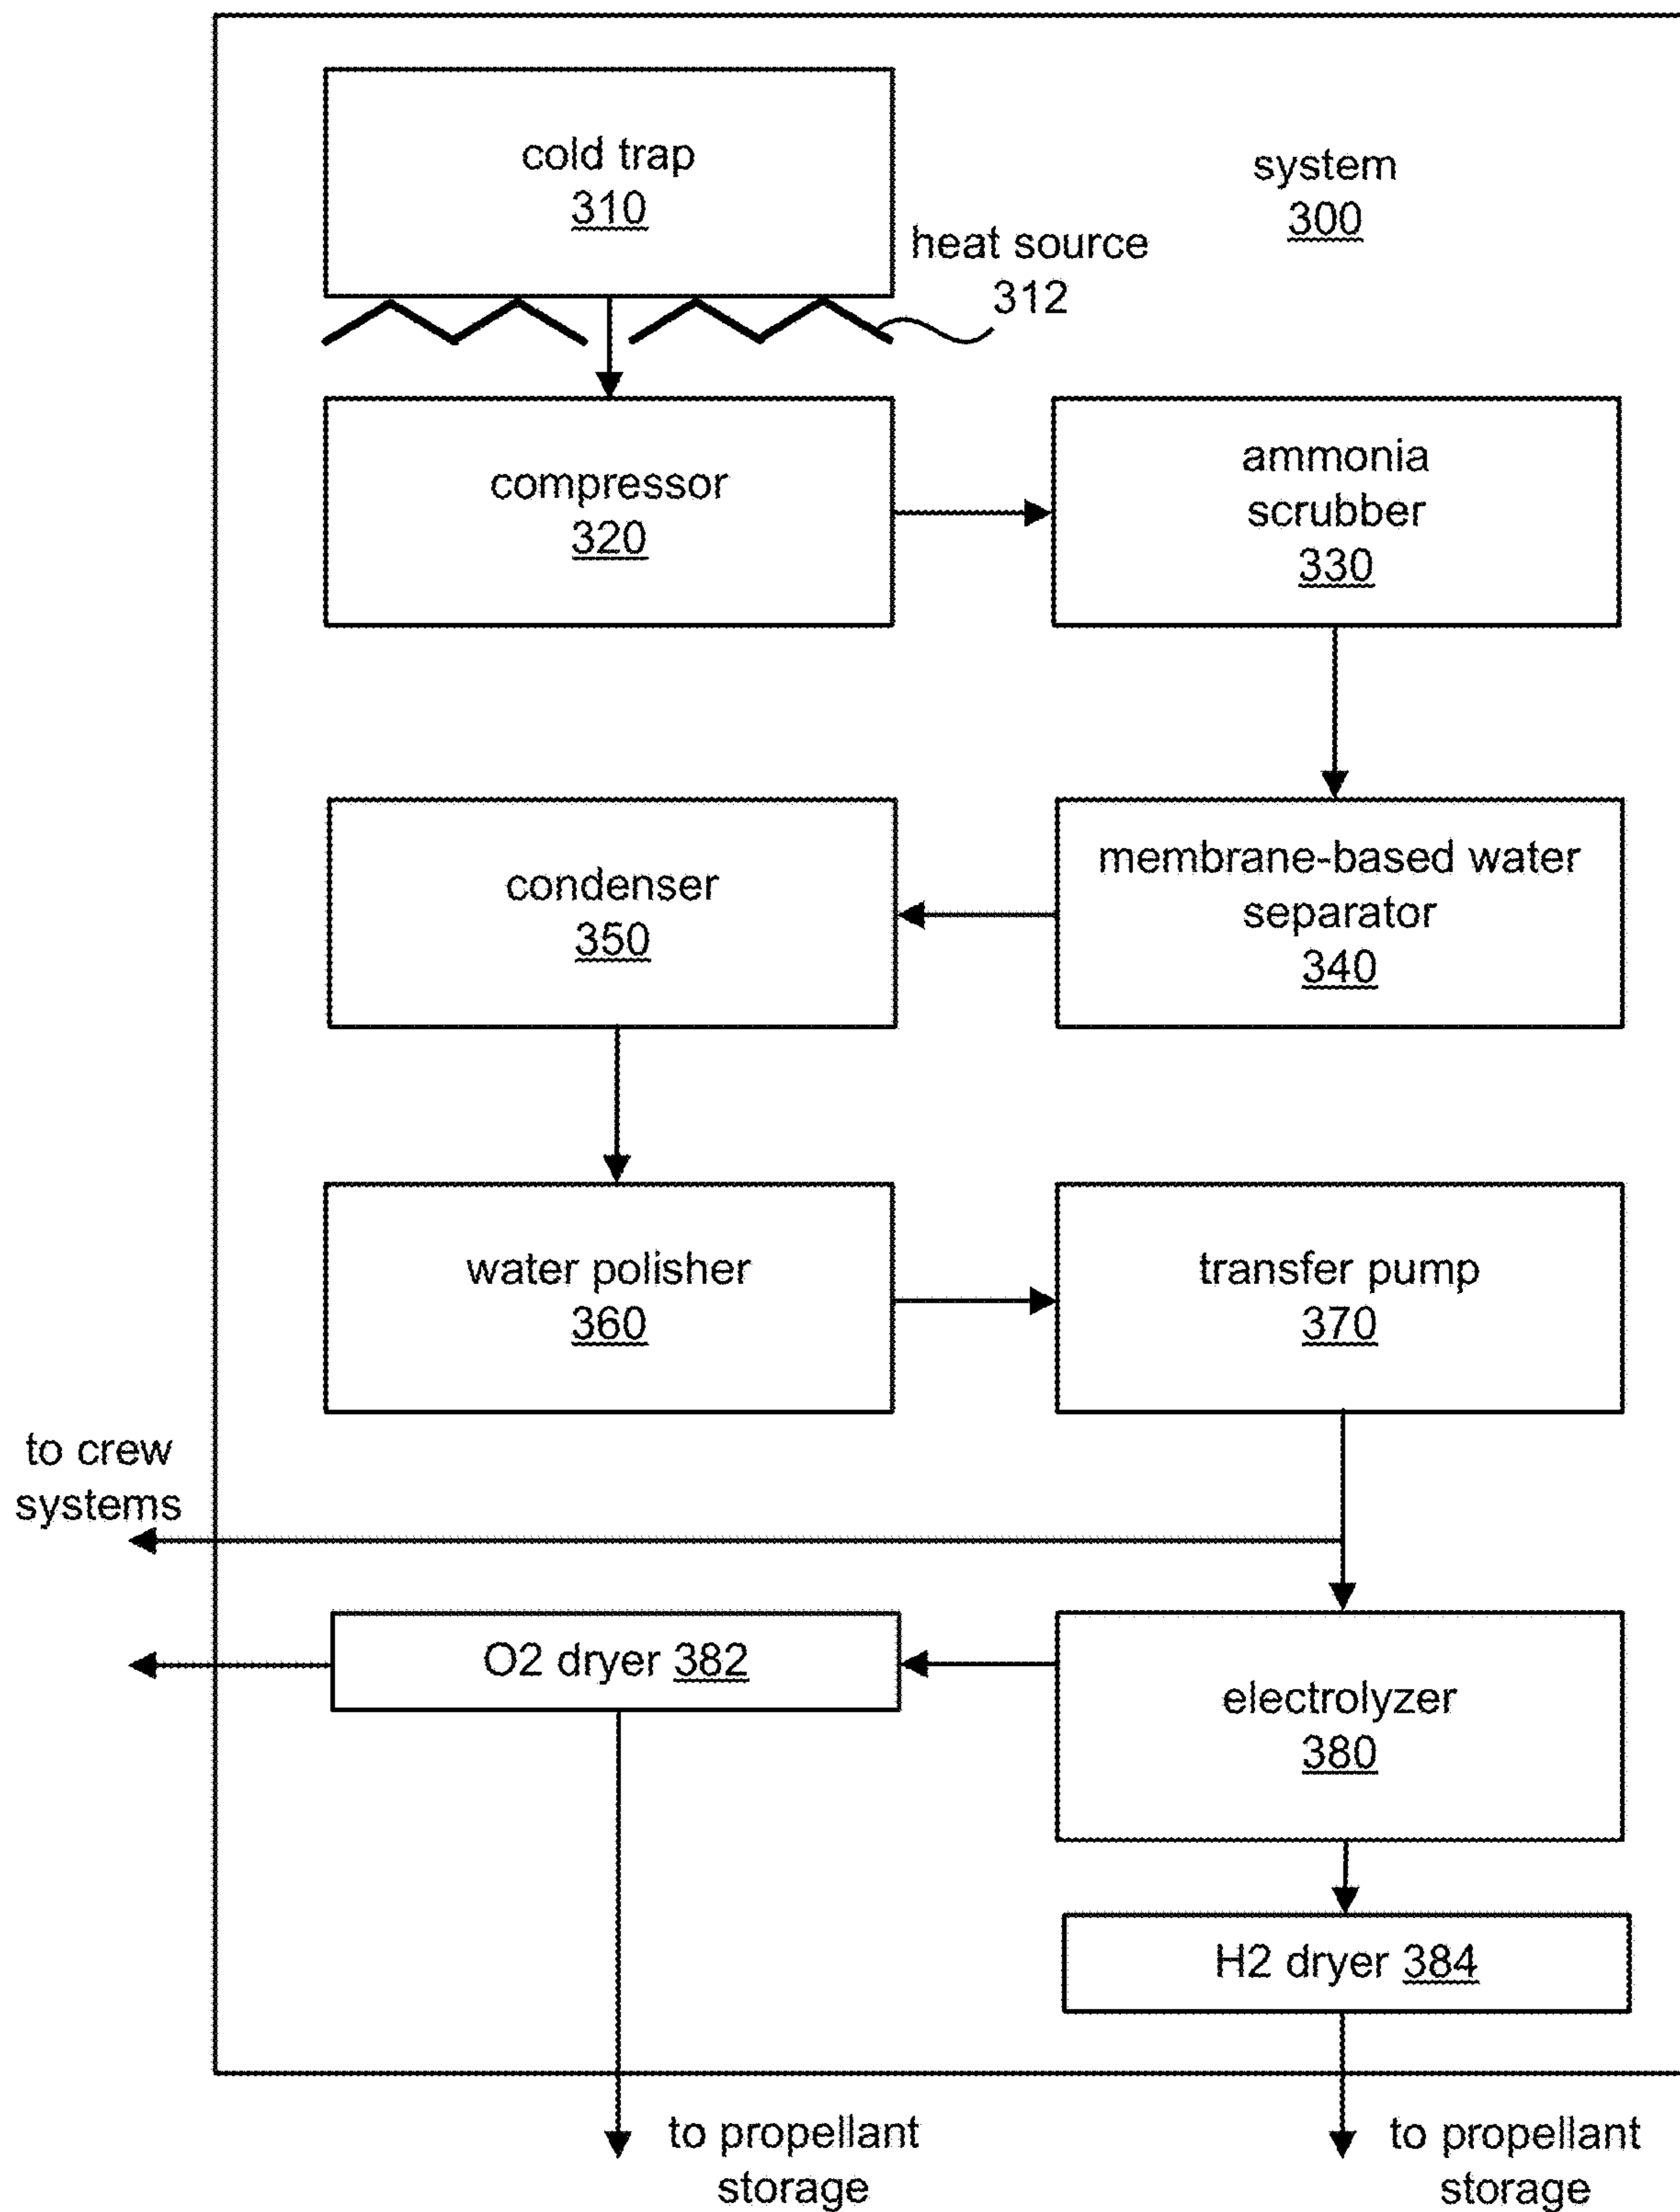 cold trap
310
system
300
heat source
312
compressor
320
ammonia
scrubber
330
condenser
350
membrane-based water
separator
340
water polisher
360
transfer pump
370
to crew
systems
O2 dryer 382
electrolyzer
380
H2 dryer 384
to propellant
storage
to propellant
storage